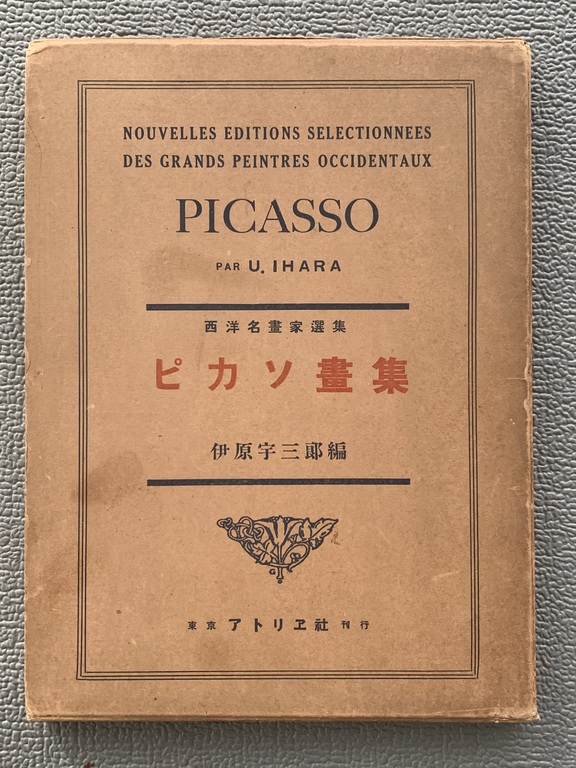 NOUVELLES EDITIONS SELECTIONNEES
DES GRANDS PEINTRES OCCIDENTAUX
PICASSO
PAR U. IHARA
西洋名畫家選集
ピカソ畫集
伊原宇三郎編
東京 アトリヱ社 刊行